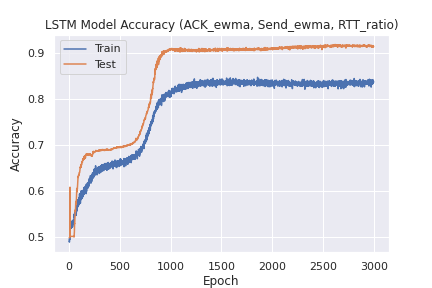 LSTM Model Accuracy (ACK_ewma, Send_ewma, RTT_ratio)
Train
Test
0.9
0.8
0.7
0.6
0.5
Accuracy
0 500 1000 1500 2000 2500 3000
Epoch